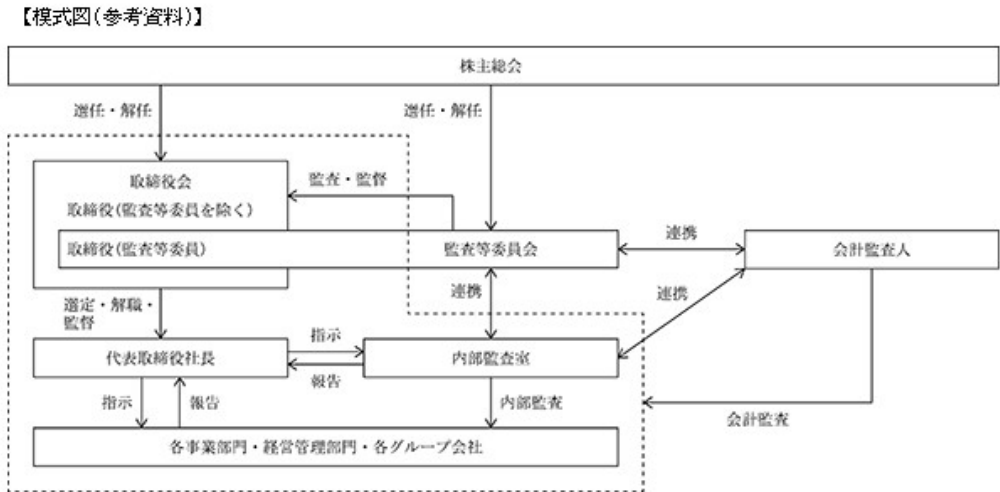 【模式図(参考資料)】
株主総会
選任・解任
選任・解任
取締役会
監査・監督
取締役(監査等委員を除く)
取締役(監査等委員)
監査等委員会
連携
会計監査人
選定・解職・
監督
連携
連携
代表取締役社長
指示
報告
内部監査室
指示
報告
内部監査
会計監査
各事業部門・経営管理部門・各グループ会社